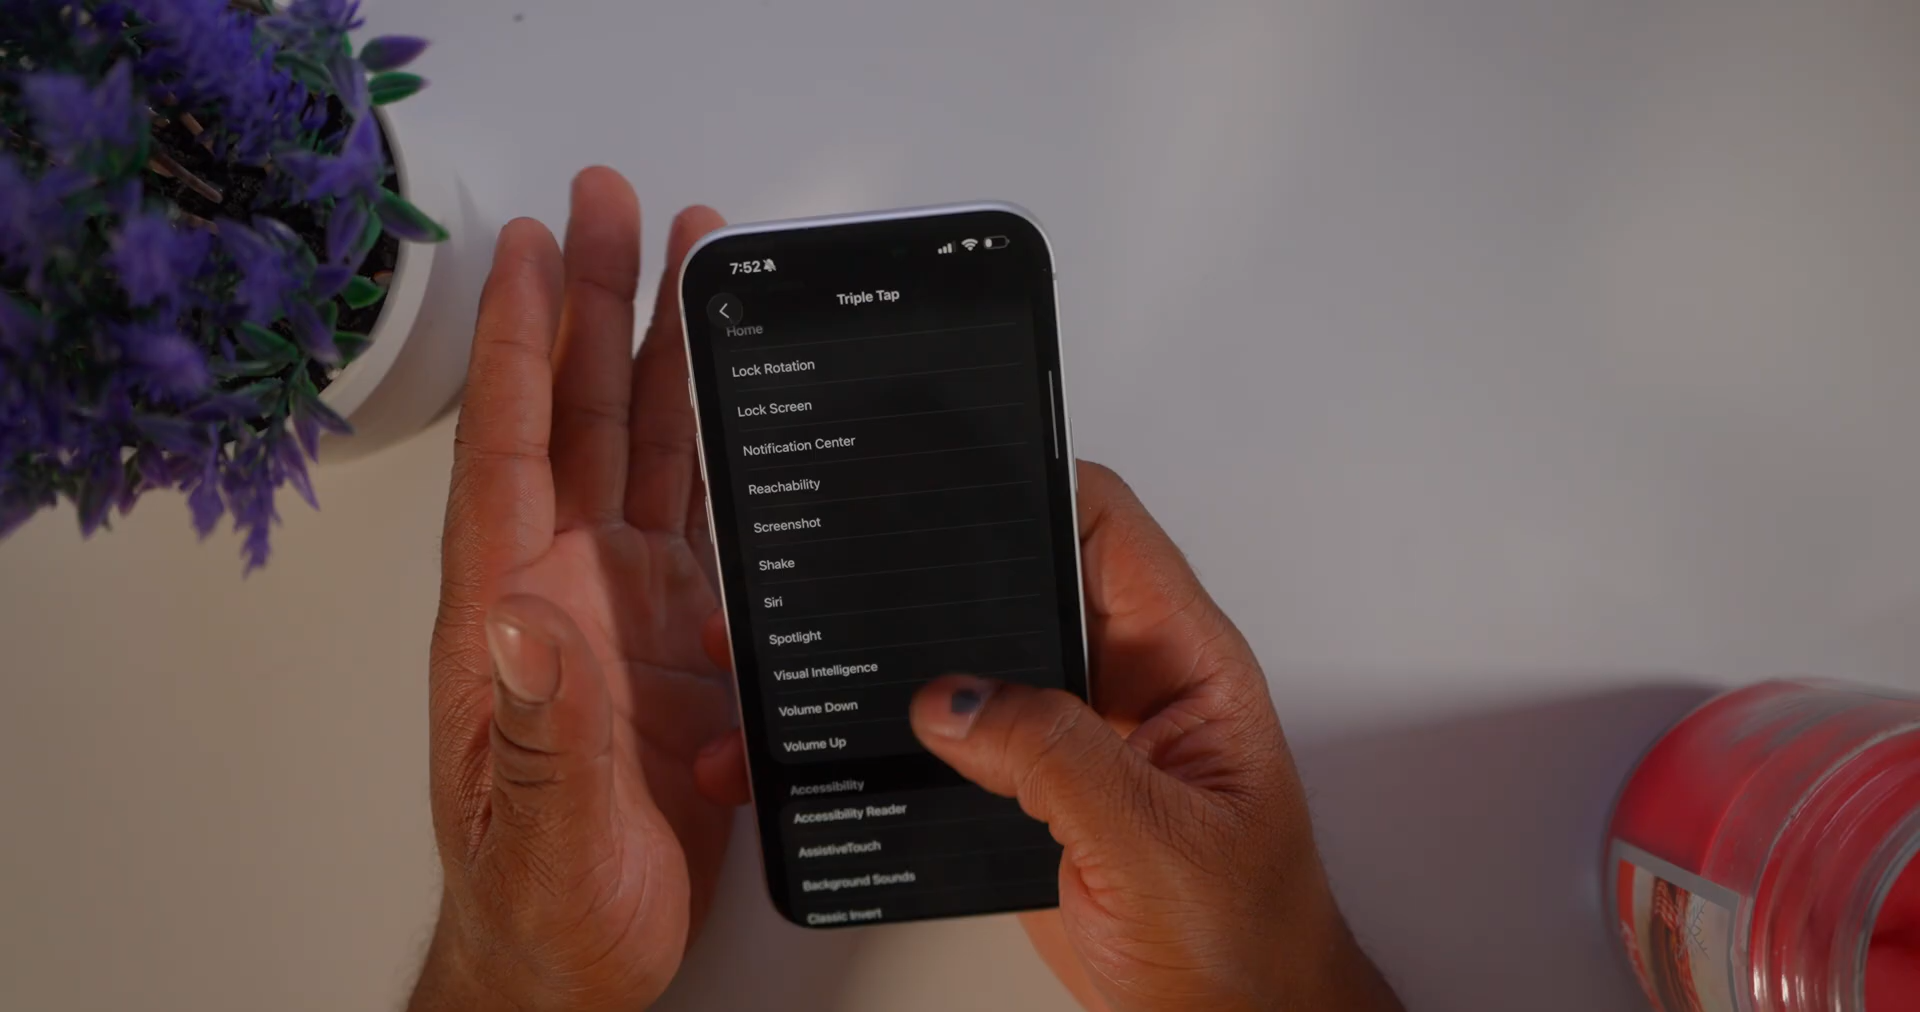 7:52
Triple Tap
Home
Lock Rotation
Lock Screen
Notification Center
Reachability
Screenshot
Shake
Siri
Spotlight
Visual Intelligence
Volume Down
Volume Up
Accessibility
Accessibility Reader
AssistiveTouch
Background Sounds
Classic Invert